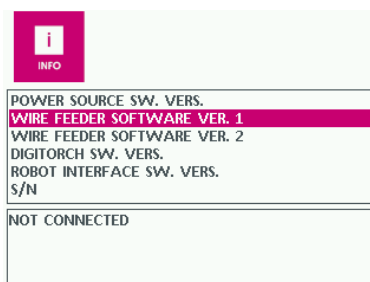 i
INFO
POWER SOURCE SW. VERS.
WIRE FEEDER SOFTWARE VER. 1
WIRE FEEDER SOFTWARE VER. 2
DIGITORCH SW. VERS.
ROBOT INTERFACE SW. VERS.
S/N
NOT CONNECTED